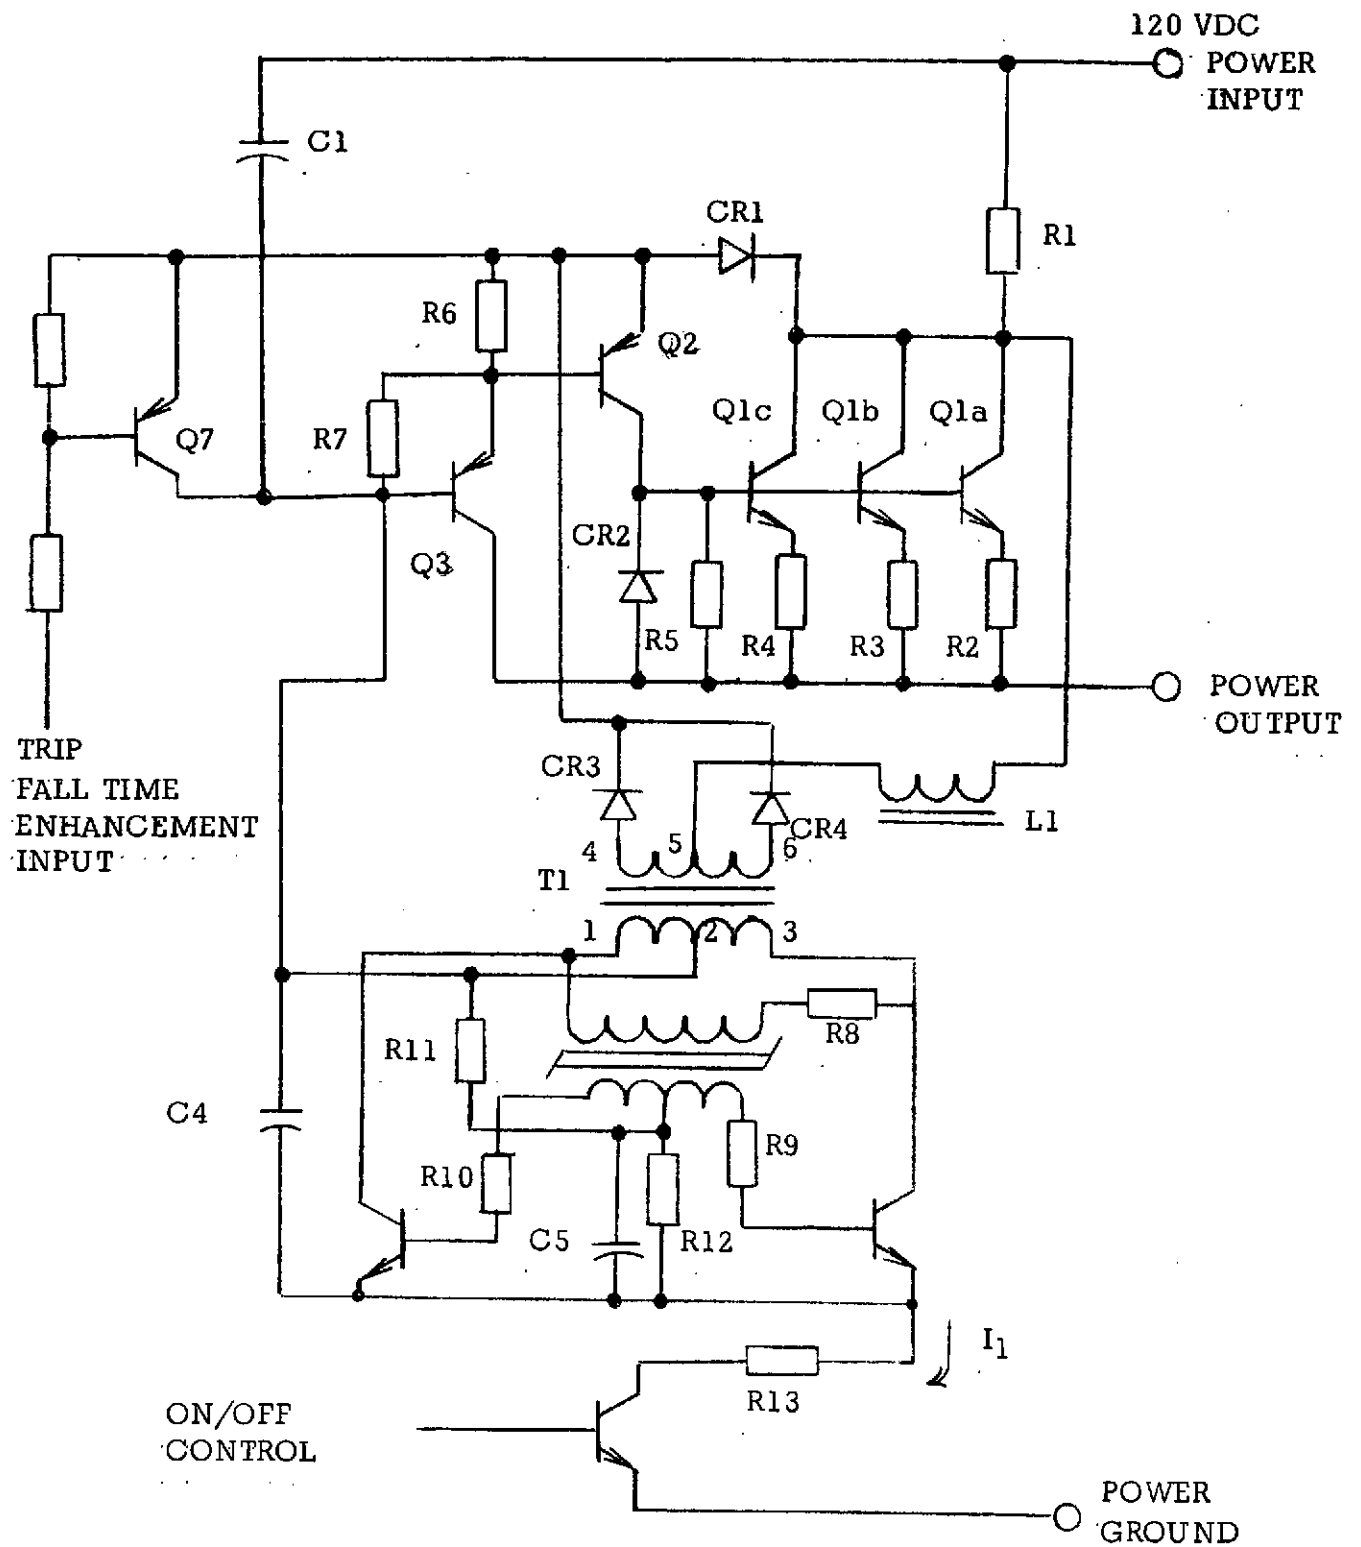 120 VDC
POWER
INPUT
C1
CR1
R1
R6
Q2
Q7
R7
Q1c
Q1b
Q1a
CR2
Q3
R5
R4
R3
R2
POWER
OUTPUT
TRIP
FALL TIME
ENHANCEMENT
INPUT
CR3
CR4
L1
4
5
6
T1
1
2
3
R8
R11
C4
R9
R10
C5
R12
I1
R13
ON/OFF
CONTROL
POWER
GROUND